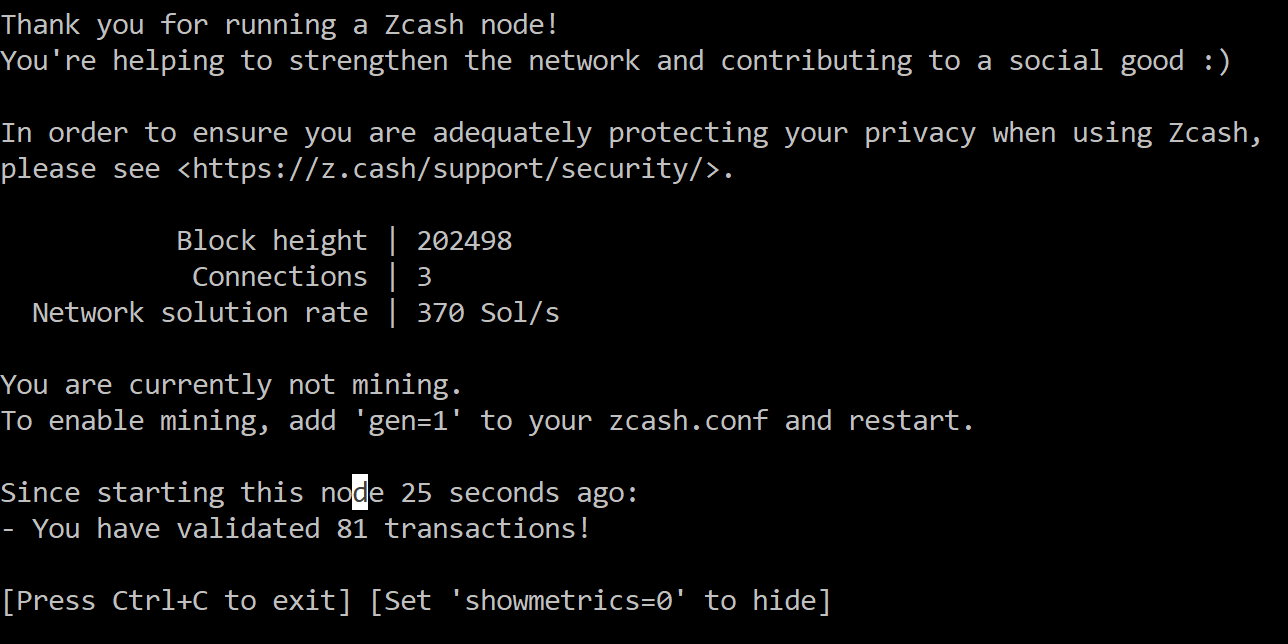 Thank you for running a Zcash node!
You're helping to strengthen the network and contributing to a social good :)
In order to ensure you are adequately protecting your privacy when using Zcash,
please see <https://z.cash/support/security/>.
Block height | 202498
Connections | 3
Network solution rate | 370 Sol/s
You are currently not mining.
To enable mining, add 'gen=1' to your zcash.conf and restart.
Since starting this node 25 seconds ago:
- You have validated 81 transactions!
[Press Ctrl+C to exit] [Set 'showmetrics=0' to hide]